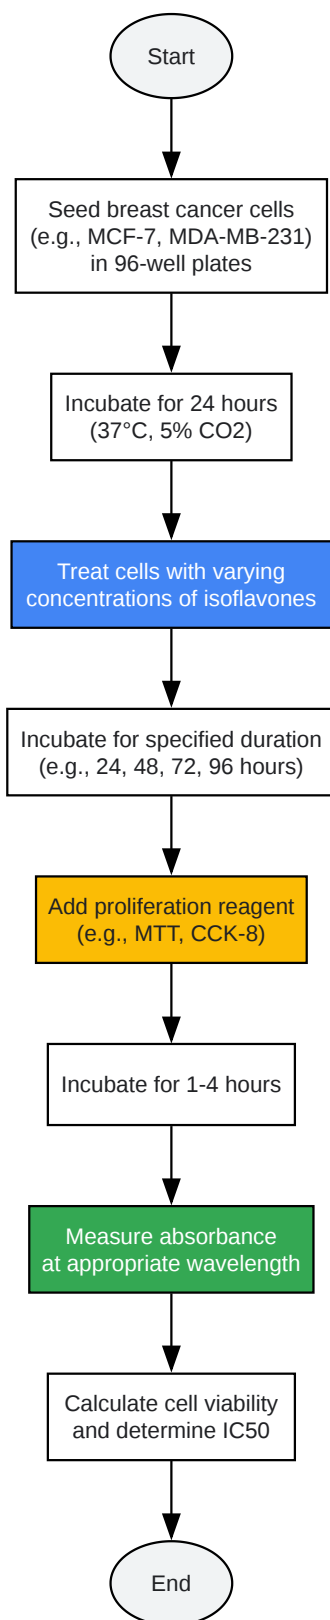 Start
Seed breast cancer cells
(e.g., MCF-7, MDA-MB-231)
in 96-well plates
Incubate for 24 hours
(37°C, 5% CO2)
Treat cells with varying
concentrations of isoflavones
Incubate for specified duration
(e.g., 24, 48, 72, 96 hours)
Add proliferation reagent
(e.g., MTT, CCK-8)
Incubate for 1-4 hours
Measure absorbance
at appropriate wavelength
Calculate cell viability
and determine IC50
End